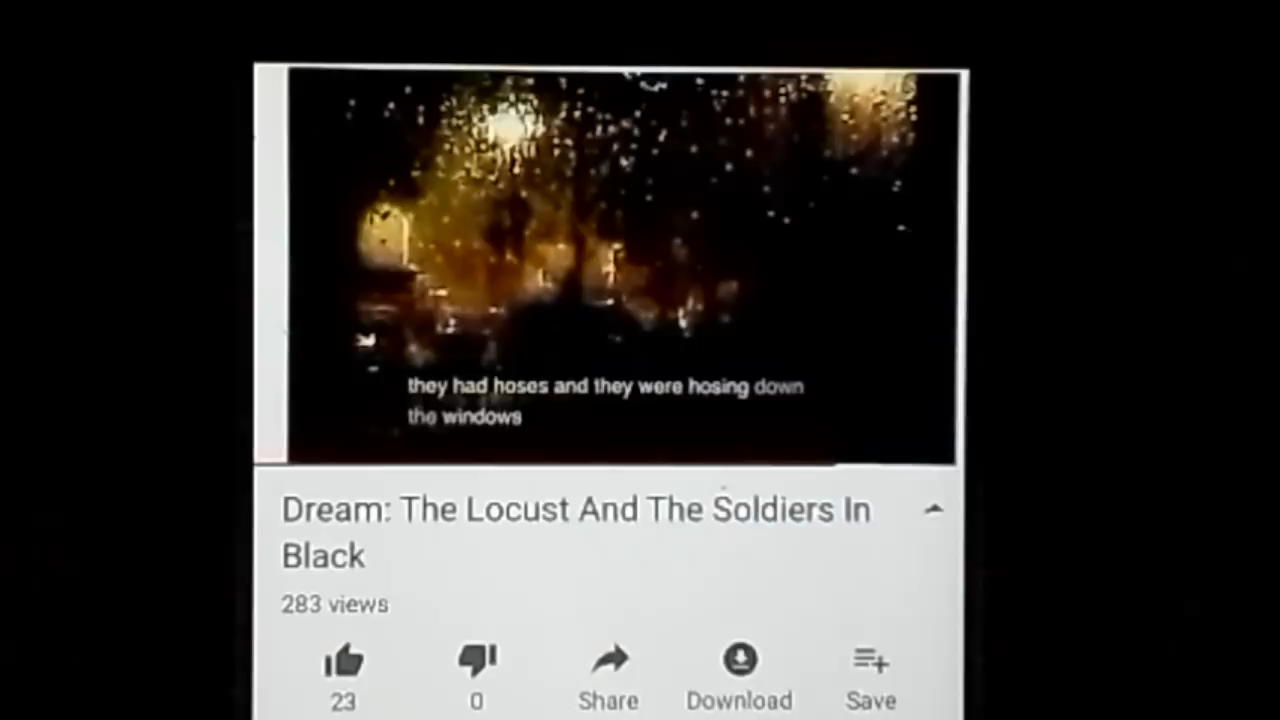 they had hoses and they were hosing down
the windows
Dream: The Locust And The Soldiers In
Black
283 views
23
0
Share
Download
Save